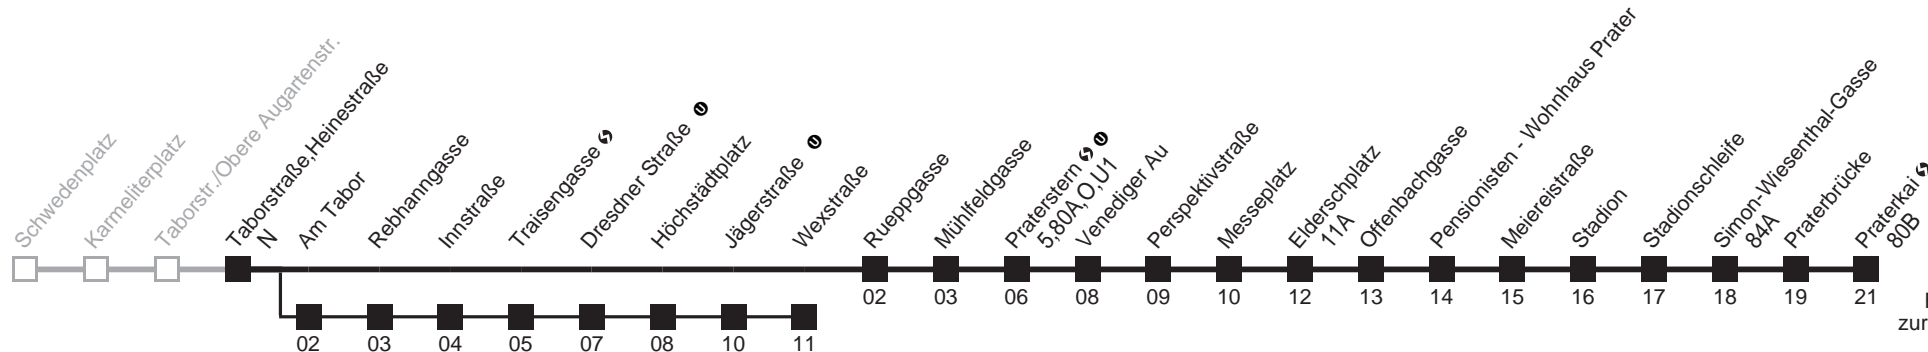 Schwedenplatz
Karmeliterplatz
Taborstr./Obere Augartenstr.
Taborstraße,Heinestraße
N
Am Tabor
Rebhanngasse
Innstraße
Traisengasse
Dresdner Straße U
Höchstädtplatz
Jägerstraße U
Wexstraße
Rueppgasse
Mühlfeldgasse
Praterstern U
5,80A,O,U1
Venediger Au
Perspektivstraße
Messeplatz
Elderschplatz
11A
Offenbachgasse
Pensionisten - Wohnhaus Prater
Meiereistraße
Stadion
Stadionschleife
Simon-Wiesenthal-Gasse
84A
Praterbrücke
Praterkai
80B
02 03 06 08 09 10 12 13 14 15 16 17 18 19 21
zur
02 03 04 05 07 08 10 11